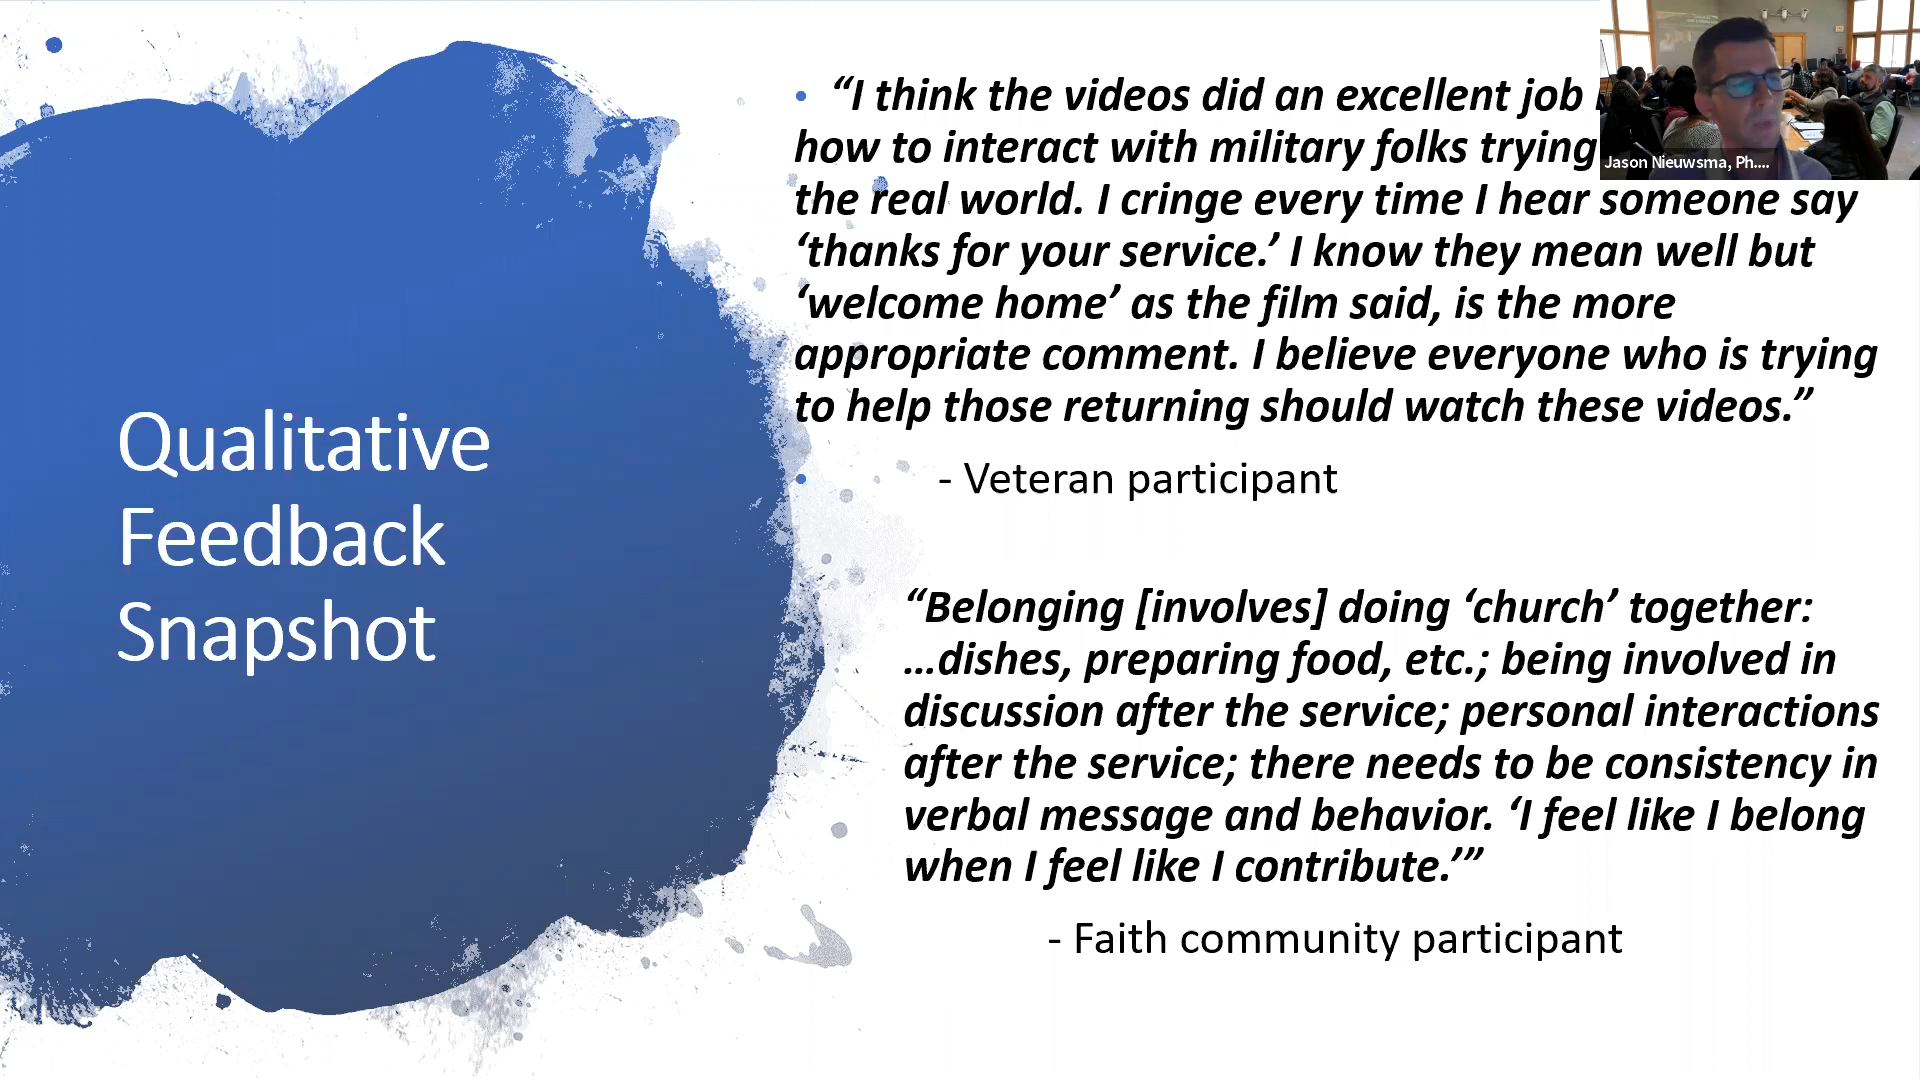 Qualitative
Feedback
Snapshot
• “I think the videos did an excellent job
how to interact with military folks trying
the real world. I cringe every time I hear someone say
‘thanks for your service.’ I know they mean well but
‘welcome home’ as the film said, is the more
appropriate comment. I believe everyone who is trying
to help those returning should watch these videos.”
• - Veteran participant
“Belonging [involves] doing ‘church’ together:
…dishes, preparing food, etc.; being involved in
discussion after the service; personal interactions
after the service; there needs to be consistency in
verbal message and behavior. ‘I feel like I belong
when I feel like I contribute.’”
- Faith community participant
Jason Nieuwsma, Ph....